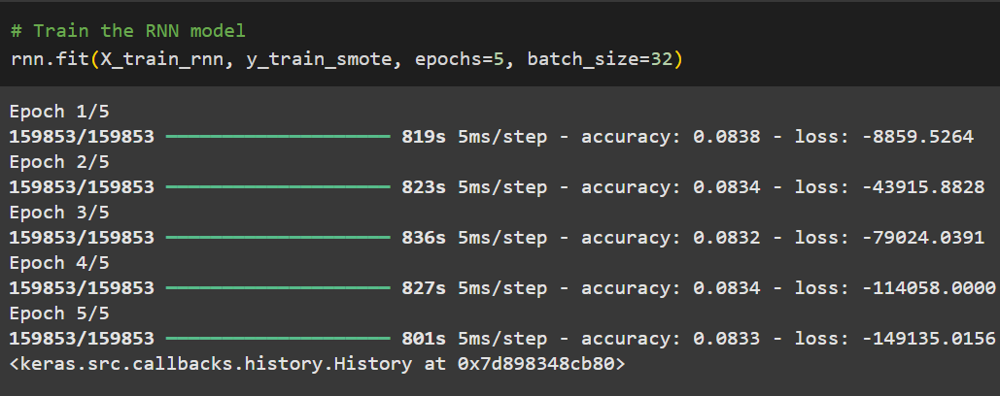 # Train the RNN model
rnn.fit(X_train_rnn, y_train_smote, epochs=5, batch_size=32)
Epoch 1/5
159853/159853 ━━━━━━━━━━━━━━━━━━━━ 819s 5ms/step - accuracy: 0.0838 - loss: -8859.5264
Epoch 2/5
159853/159853 ━━━━━━━━━━━━━━━━━━━━ 823s 5ms/step - accuracy: 0.0834 - loss: -43915.8828
Epoch 3/5
159853/159853 ━━━━━━━━━━━━━━━━━━━━ 836s 5ms/step - accuracy: 0.0832 - loss: -79024.0391
Epoch 4/5
159853/159853 ━━━━━━━━━━━━━━━━━━━━ 827s 5ms/step - accuracy: 0.0834 - loss: -114058.0000
Epoch 5/5
159853/159853 ━━━━━━━━━━━━━━━━━━━━ 801s 5ms/step - accuracy: 0.0833 - loss: -149135.0156
<keras.src.callbacks.history.History at 0x7d898348cb80>